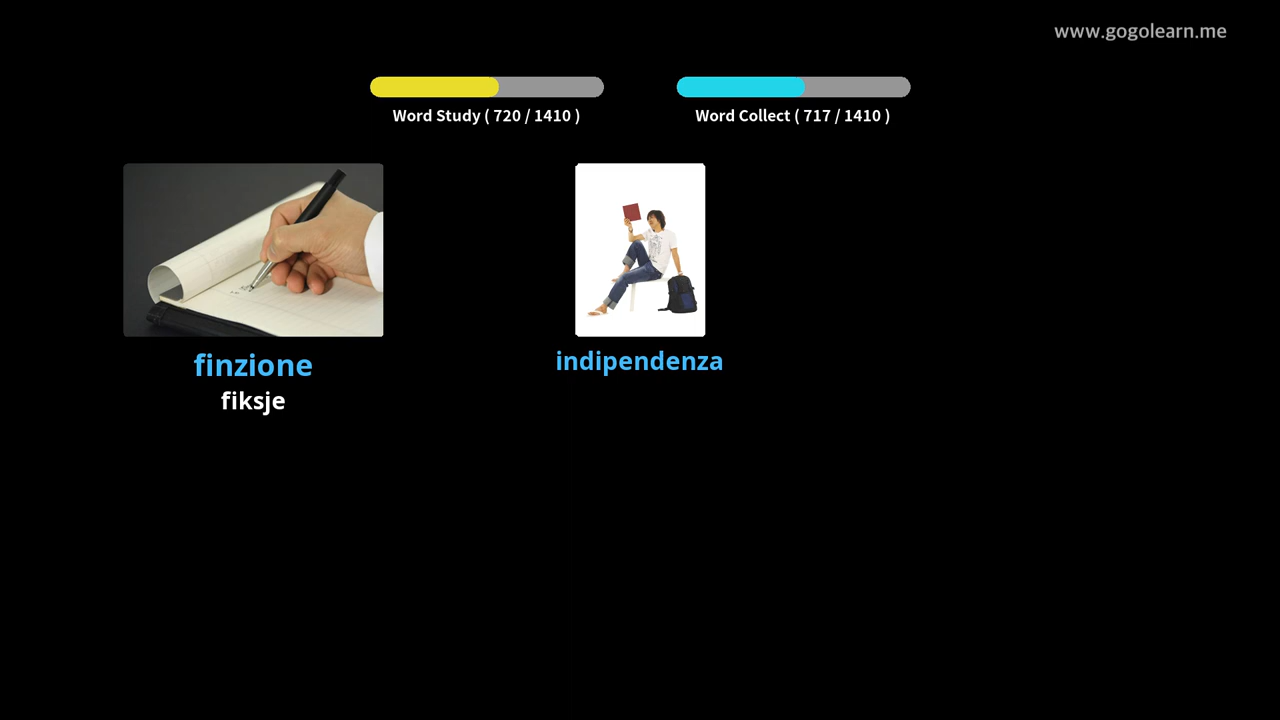 www.gogolearn.me
Word Study ( 720 / 1410 )
Word Collect ( 717 / 1410 )
finzione
fiksje
indipendenza